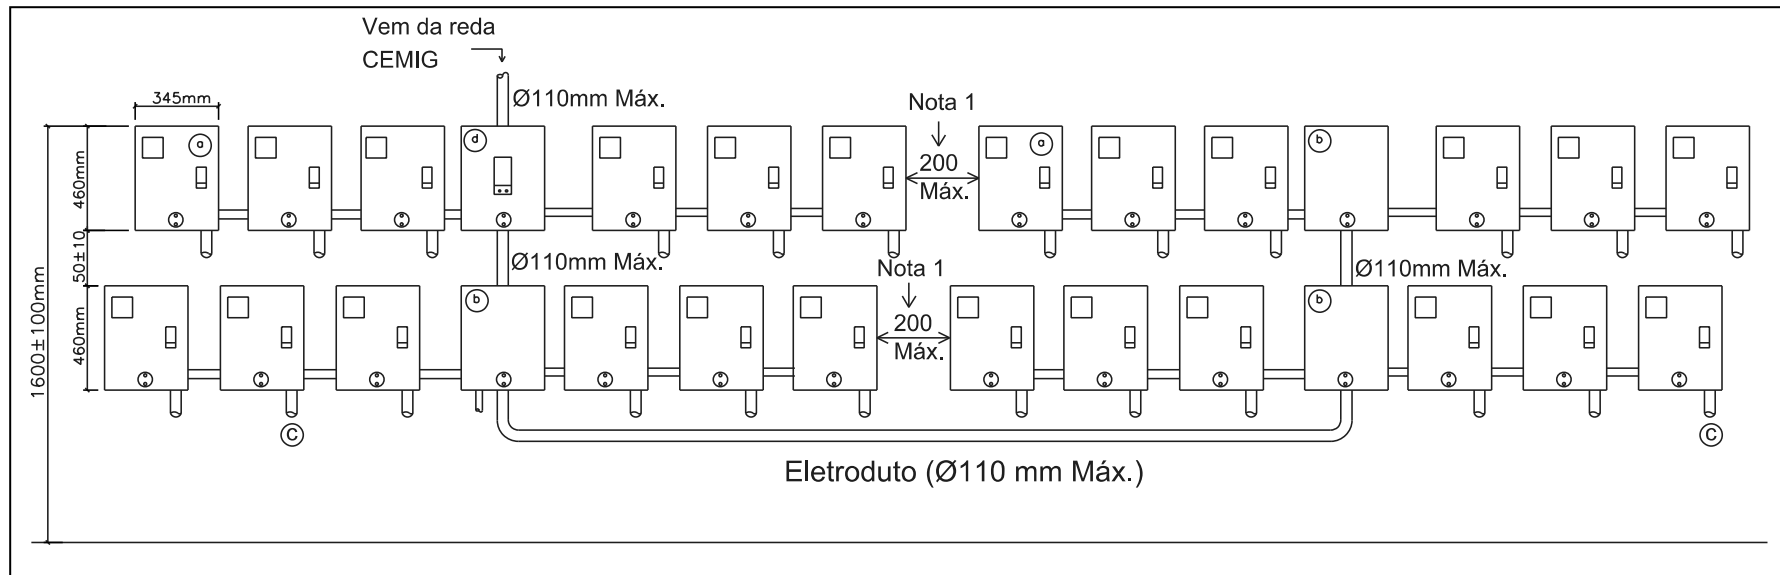 Vem da reda
CEMIG
345mm
Ø110mm Máx.
Nota 1
200
Máx.
a
d
a
b
460mm
50±10
Ø110mm Máx.
Nota 1
200
Máx.
Ø110mm Máx.
b
b
460mm
1600±100mm
C
C
Eletroduto (Ø110 mm Máx.)